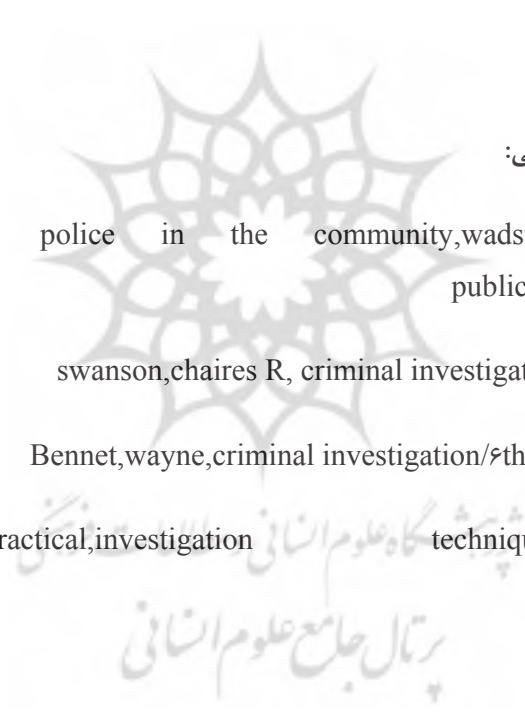 police in the community,wads
public
swanson,chaires R, criminal investigat
Bennet,wayne,criminal investigation/۶th
ractical,investigation techniqu
پژوهشگاه علوم انسانی و مطالعات فرهنگی
پرتال جامع علوم انسانی